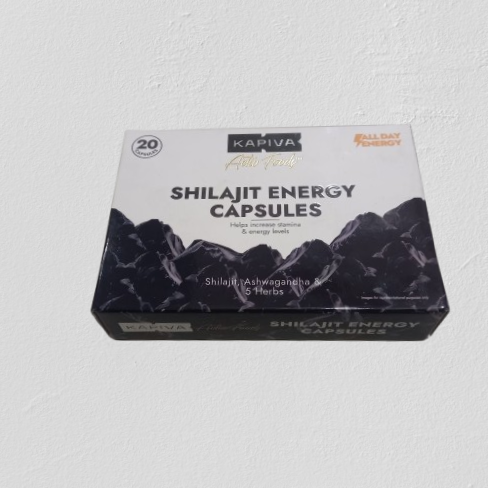 20
CAPSULES
KAPIVA
ALL DAY
ENERGY
SHILAJIT ENERGY
CAPSULES
Helps increase stamina
& energy levels
Shilajit, Ashwagandha &
5 Herbs
KAPIVA
SHILAJIT ENERGY
CAPSULES